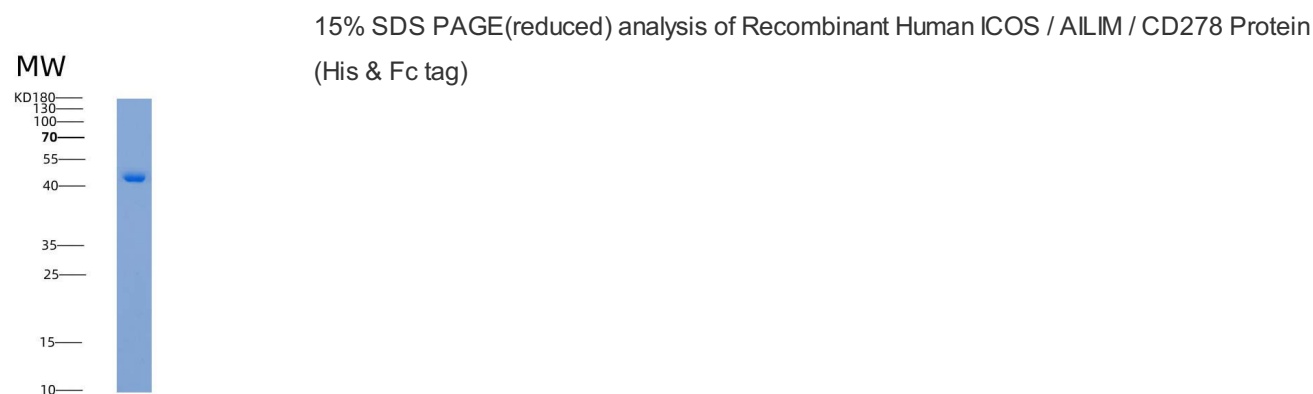 15% SDS PAGE(reduced) analysis of Recombinant Human ICOS / AILIM / CD278 Protein
(His & Fc tag)
MW
KD180
130
100
70
55
40
35
25
15
10